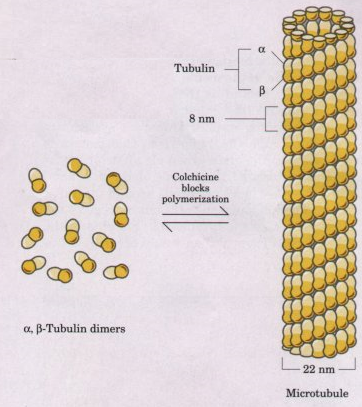 α
Tubulin
β
8 nm
Colchicine
blocks
polymerization
α, β-Tubulin dimers
22 nm
Microtubule